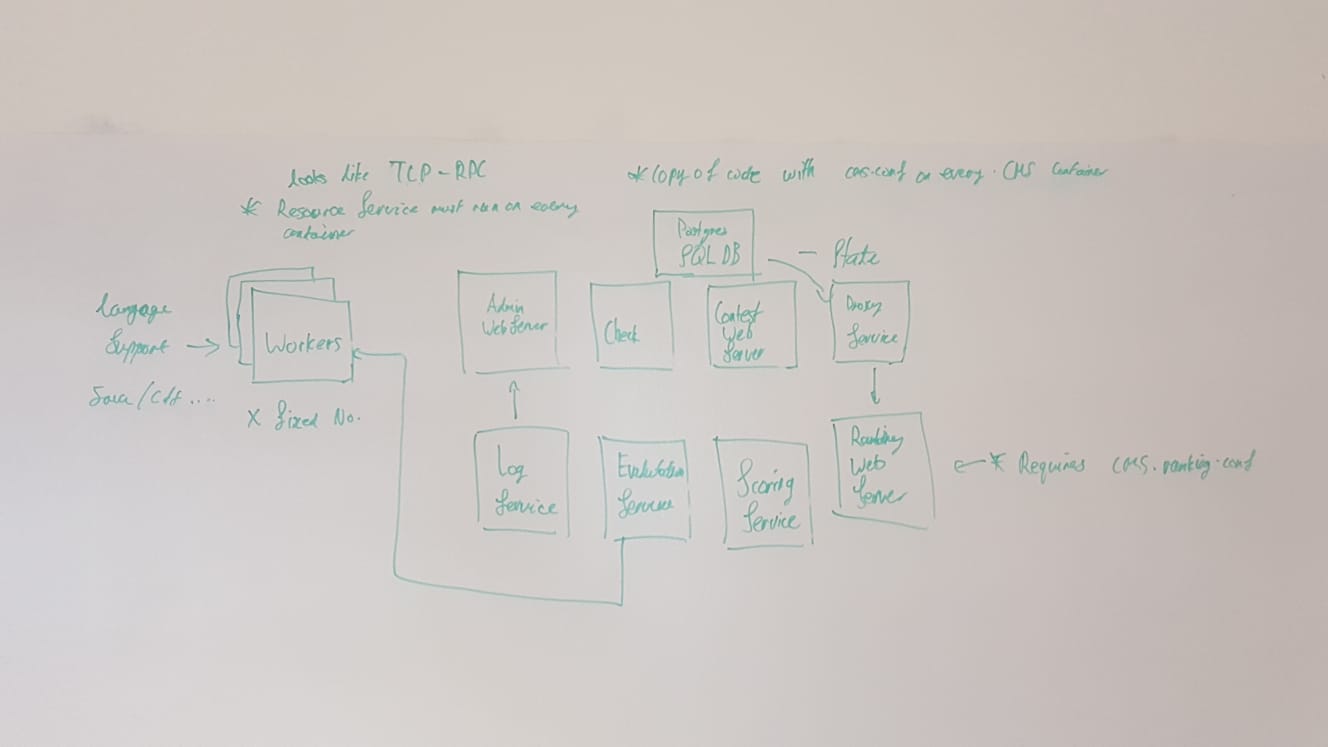 looks like TCP-RPC
* Resource Service must run on every
container
* Copy of code with cms.conf on every CMS container
Postgres
SQL DB
- State
Language
Support
Java/C++ ....
Workers
X fixed No.
Admin
Web Server
Check
Contest
Web
Server
Proxy
Service
Log
Service
Evaluation
Service
Scoring
Service
Ranking
Web
Server
* Requires cms.ranking.conf